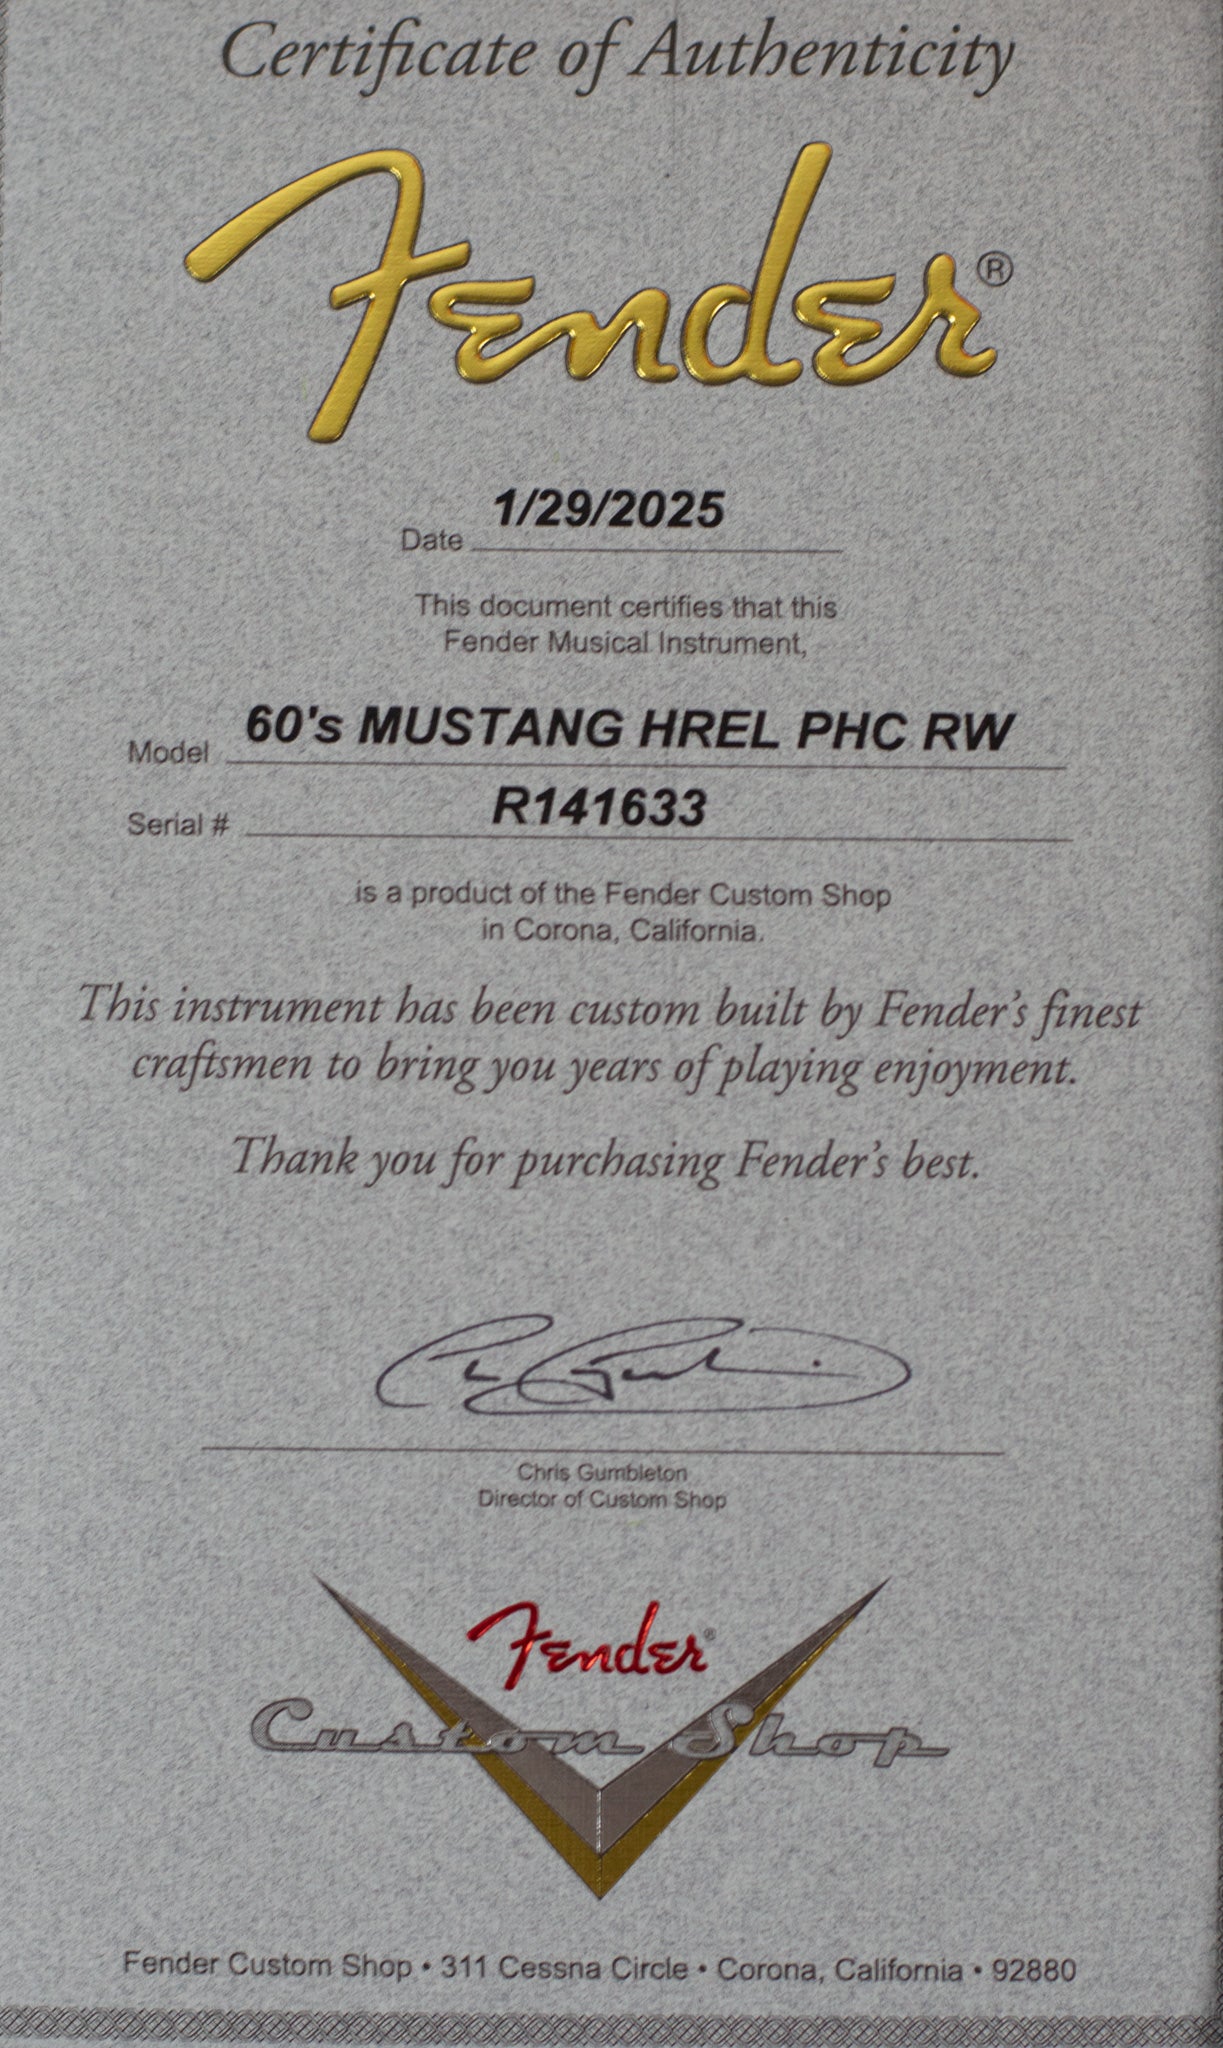 Certificate of Authenticity
Fender®
Date 1/29/2025
This document certifies that this
Fender Musical Instrument,
Model 60's MUSTANG HREL PHC RW
Serial # R141633
is a product of the Fender Custom Shop
in Corona, California.
This instrument has been custom built by Fender's finest
craftsmen to bring you years of playing enjoyment.
Thank you for purchasing Fender's best.
Chris Gumbleton
Director of Custom Shop
Fender®
Custom Shop
Fender Custom Shop • 311 Cessna Circle • Corona, California • 92880